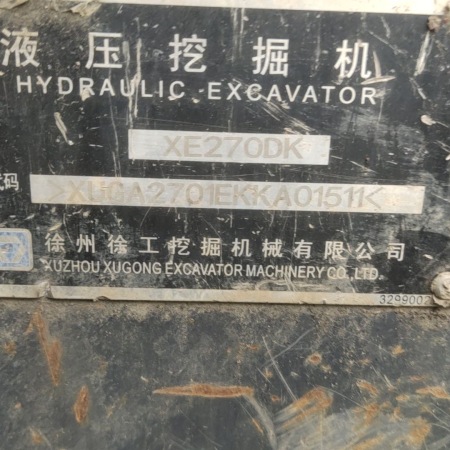 液压挖掘机
HYDRAULIC EXCAVATOR
XE270DK
码 >XUGA2701EKKA01511<
徐州徐工挖掘机械有限公司
XUZHOU XUGONG EXCAVATOR MACHINERY CO.,LTD.
3299002